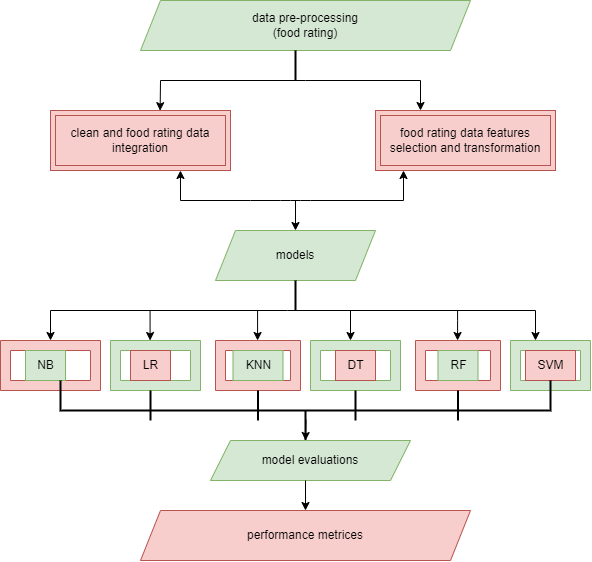 data pre-processing
(food rating)
clean and food rating data
integration
food rating data features
selection and transformation
models
NB
LR
KNN
DT
RF
SVM
model evaluations
performance metrices